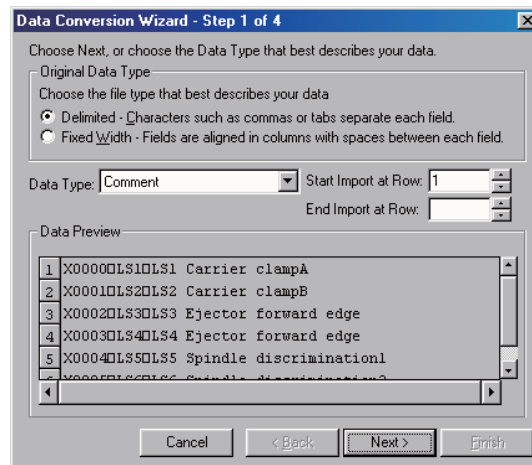 Data Conversion Wizard - Step 1 of 4
Choose Next, or choose the Data Type that best describes your data.
Original Data Type
Choose the file type that best describes your data
Delimited - Characters such as commas or tabs separate each field.
Fixed Width - Fields are aligned in columns with spaces between each field.
Data Type: Comment Start Import at Row: 1
End Import at Row:
Data Preview
1 X0000□LS1□LS1 Carrier clampA
2 X0001□LS2□LS2 Carrier clampB
3 X0002□LS3□LS3 Ejector forward edge
4 X0003□LS4□LS4 Ejector forward edge
5 X0004□LS5□LS5 Spindle discrimination1
Cancel < Back Next > Finish